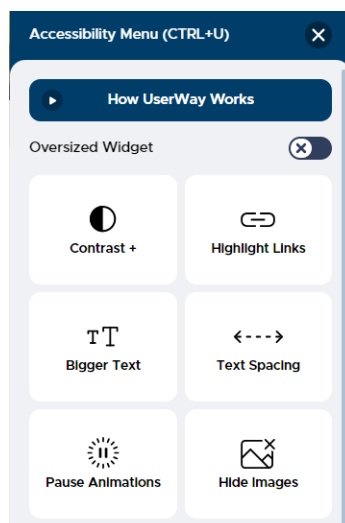 Accessibility Menu (CTRL+U)
How UserWay Works
Oversized Widget
Contrast +
Highlight Links
Bigger Text
Text Spacing
Pause Animations
Hide Images